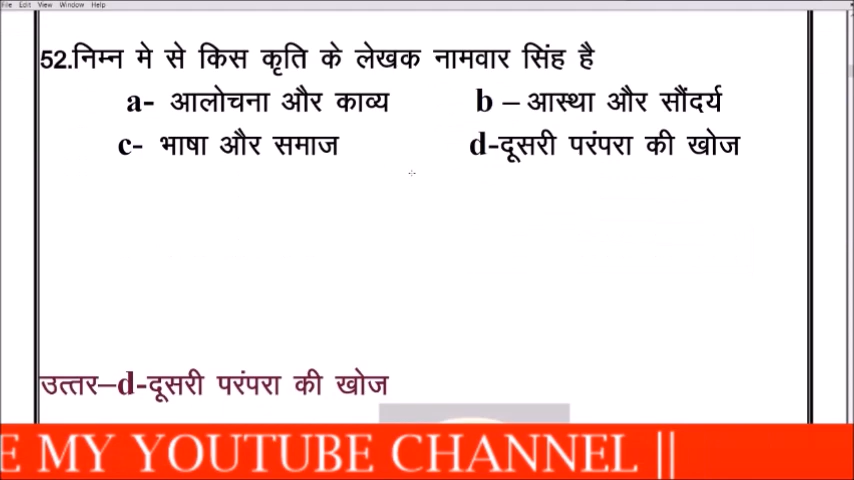 File Edit View Window Help
52.निम्न मे से किस कृति के लेखक नामवार सिंह है
a- आलोचना और काव्य b – आस्था और सौंदर्य
c- भाषा और समाज d-दूसरी परंपरा की खोज
उत्तर–d-दूसरी परंपरा की खोज
E MY YOUTUBE CHANNEL ||